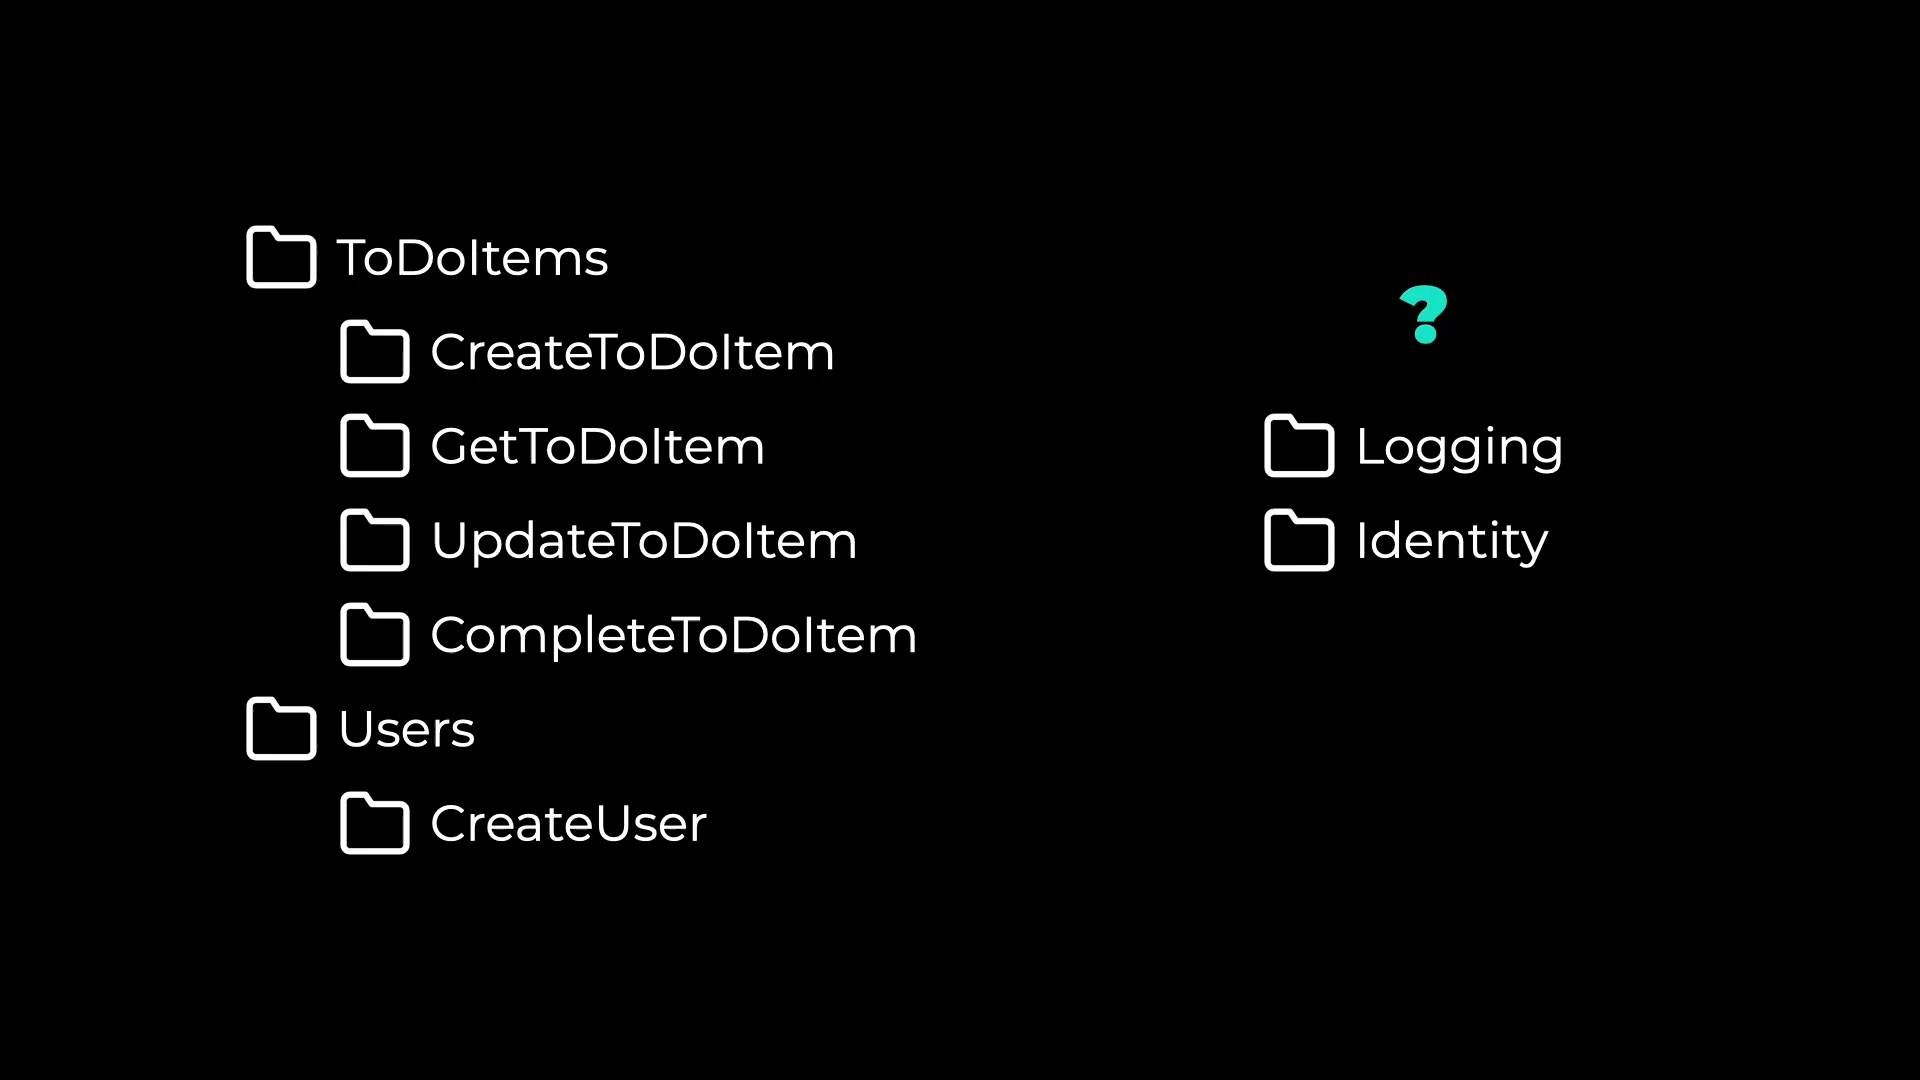 ToDoItems
CreateToDoItem
GetToDoItem
UpdateToDoItem
CompleteToDoItem
Users
CreateUser
?
Logging
Identity